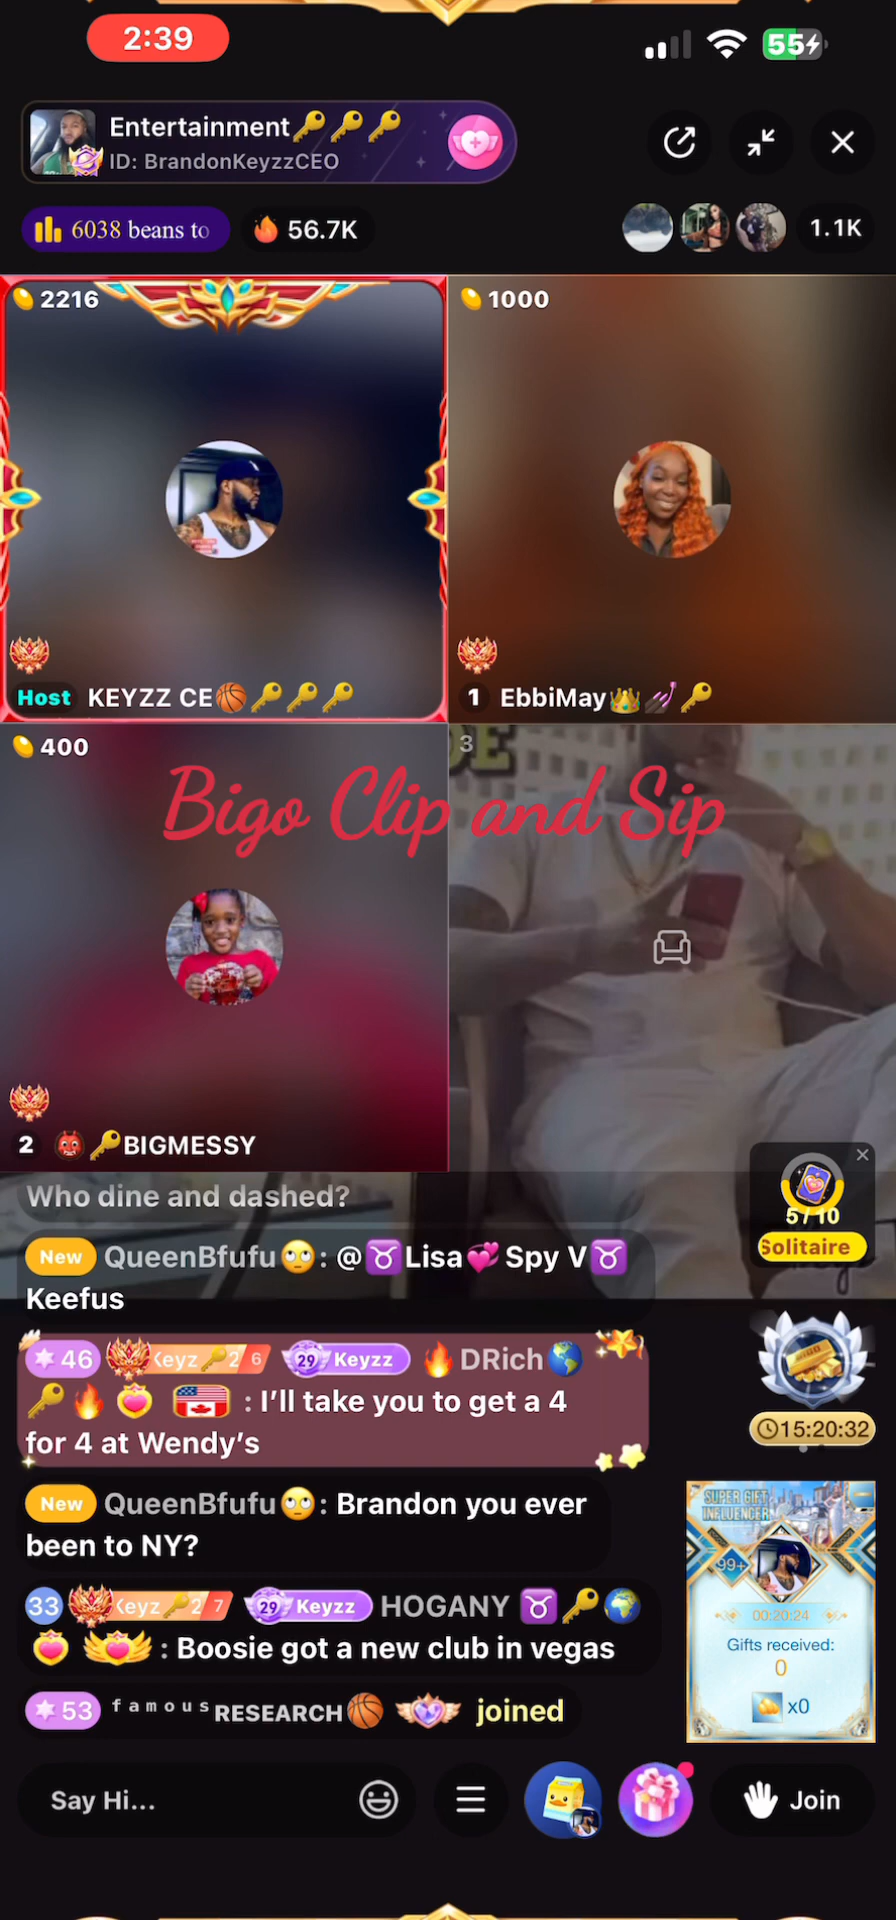 2:39
55
Entertainment🔑🔑🔑
ID: BrandonKeyzzCEO
6038 beans to
56.7K
1.1K
2216
1000
Host KEYZZ CE🏀🔑🔑🔑
1 EbbiMay👑💅🔑
400
3
Bigo Clip and Sip
2 👹🔑BIGMESSY
Who dine and dashed?
5/10
Solitaire
New QueenBfufu🙄: @♉Lisa💞Spy V♉
Keefus
46 Keyz🔑2 6 29 Keyzz 🔥DRich🌎
🔑🔥 : I’ll take you to get a 4
for 4 at Wendy’s
15:20:32
New QueenBfufu🙄: Brandon you ever
been to NY?
SUPER GIFT
INFLUENCER
99+
00:20:24
Gifts received:
0
x0
33 Keyz🔑2 7 29 Keyzz HOGANY ♉🔑🌍
: Boosie got a new club in vegas
53 ᶠᵃᵐᵒᵘˢRESEARCH🏀 joined
Say Hi...
Join